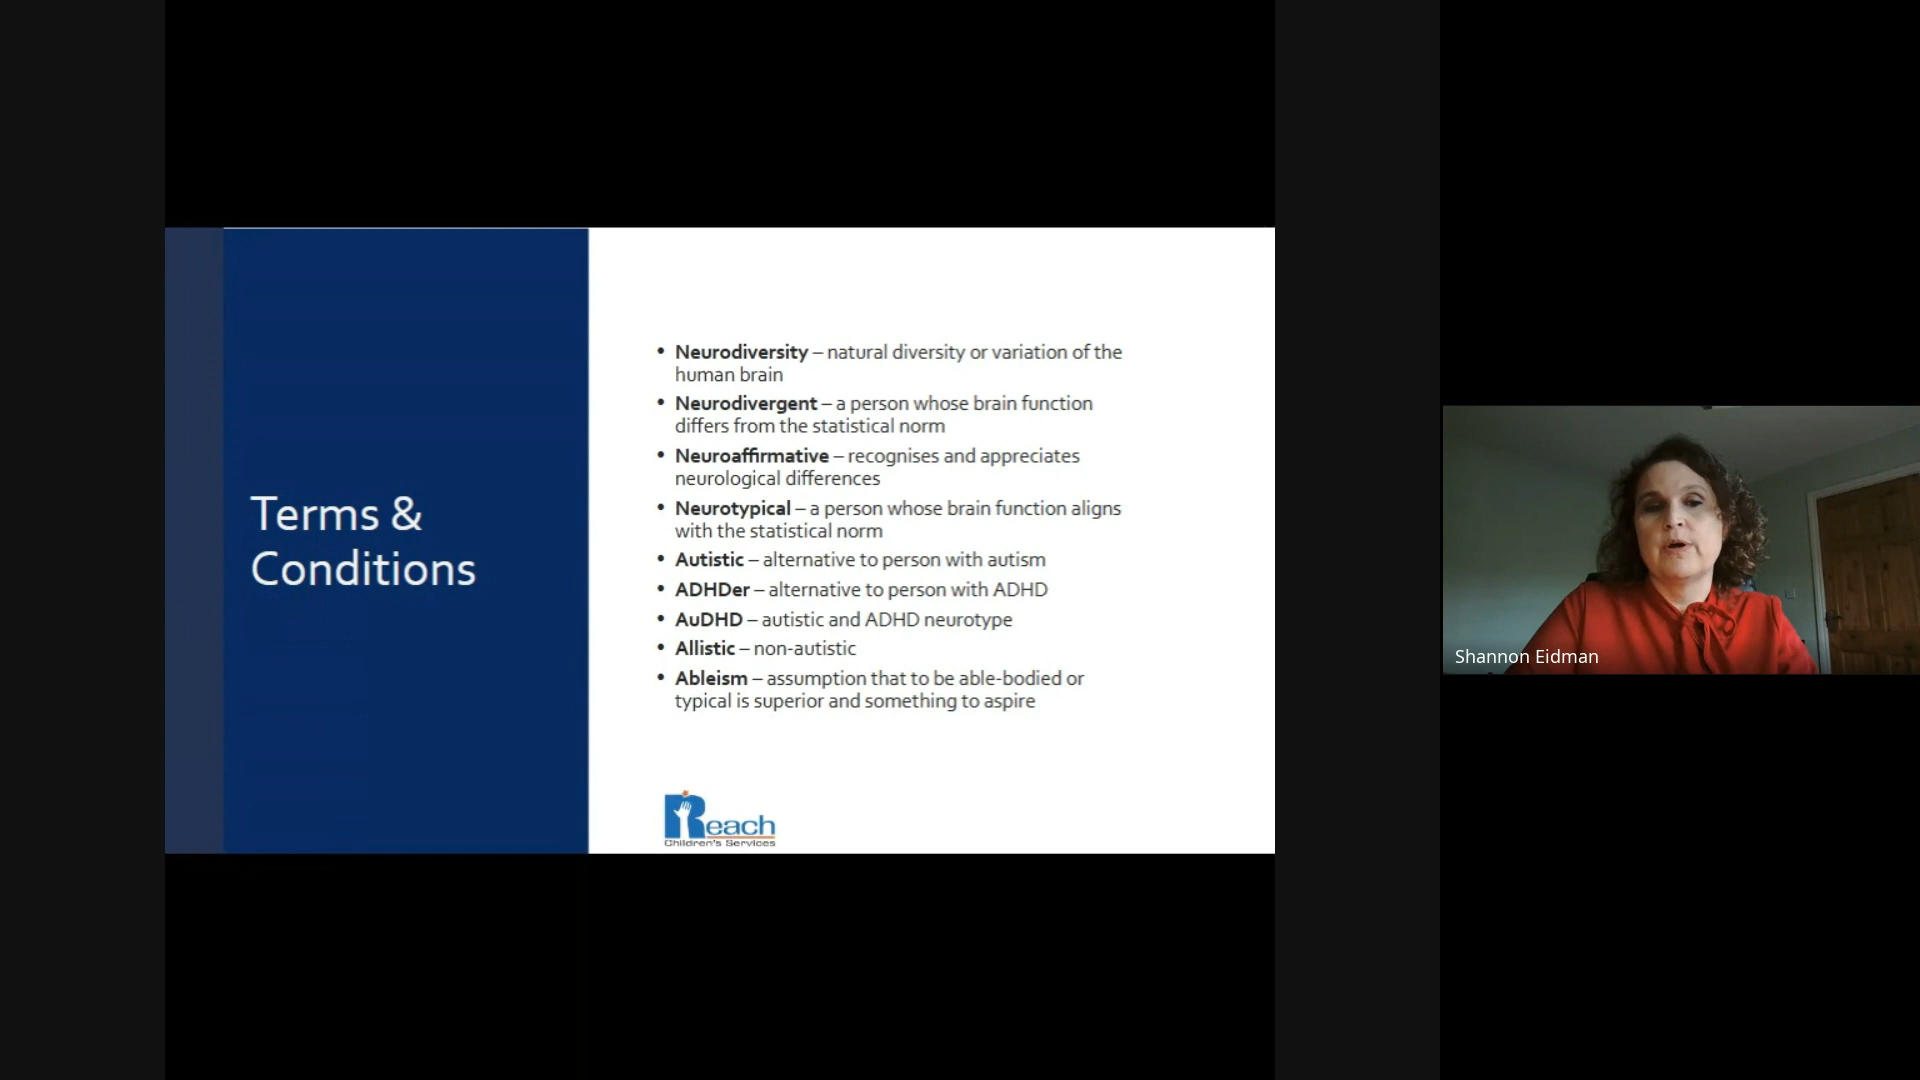 Terms &
Conditions
• Neurodiversity – natural diversity or variation of the
human brain
• Neurodivergent – a person whose brain function
differs from the statistical norm
• Neuroaffirmative – recognises and appreciates
neurological differences
• Neurotypical – a person whose brain function aligns
with the statistical norm
• Autistic – alternative to person with autism
• ADHDer – alternative to person with ADHD
• AuDHD – autistic and ADHD neurotype
• Allistic – non-autistic
• Ableism – assumption that to be able-bodied or
typical is superior and something to aspire
Reach
Children's Services
Shannon Eidman